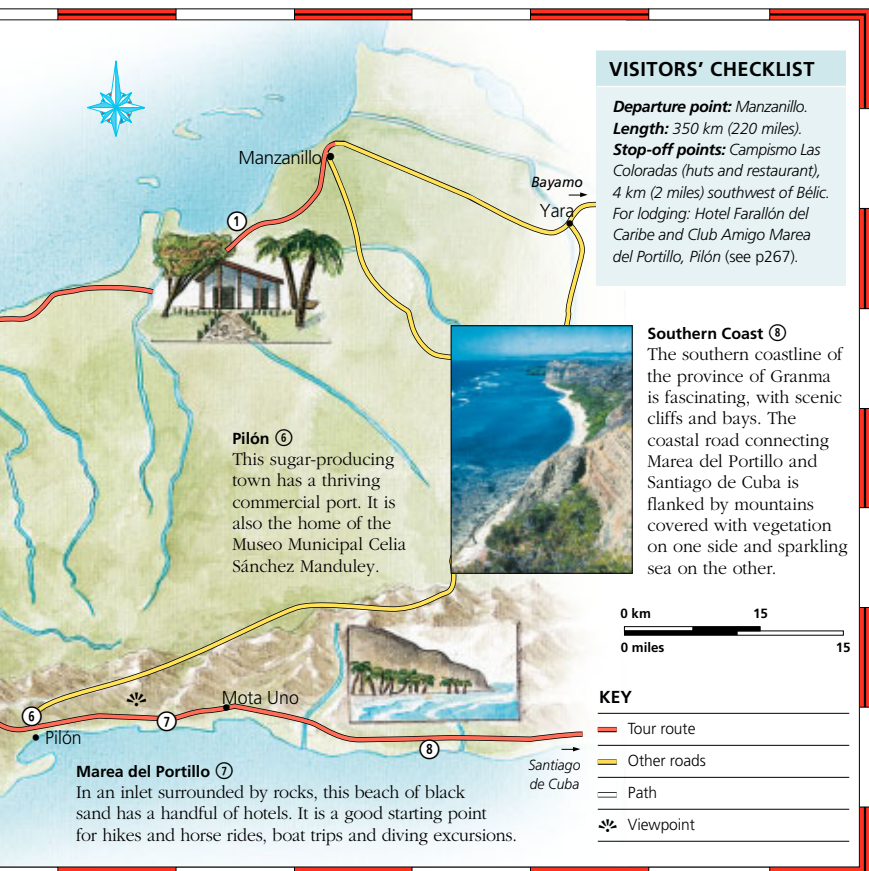 VISITORS' CHECKLIST
Departure point: Manzanillo.
Length: 350 km (220 miles).
Stop-off points: Campismo Las
Coloradas (huts and restaurant),
4 km (2 miles) southwest of Bélic.
For lodging: Hotel Farallón del
Caribe and Club Amigo Marea
del Portillo, Pilón (see p267).
Manzanillo
Bayamo
Yara
1
Southern Coast 8
The southern coastline of
the province of Granma
is fascinating, with scenic
cliffs and bays. The
coastal road connecting
Marea del Portillo and
Santiago de Cuba is
flanked by mountains
covered with vegetation
on one side and sparkling
sea on the other.
Pilón 6
This sugar-producing
town has a thriving
commercial port. It is
also the home of the
Museo Municipal Celia
Sánchez Manduley.
0 km 15
0 miles 15
KEY
Tour route
Other roads
Path
Viewpoint
Mota Uno
6
7
8
Pilón
Santiago
de Cuba
Marea del Portillo 7
In an inlet surrounded by rocks, this beach of black
sand has a handful of hotels. It is a good starting point
for hikes and horse rides, boat trips and diving excursions.